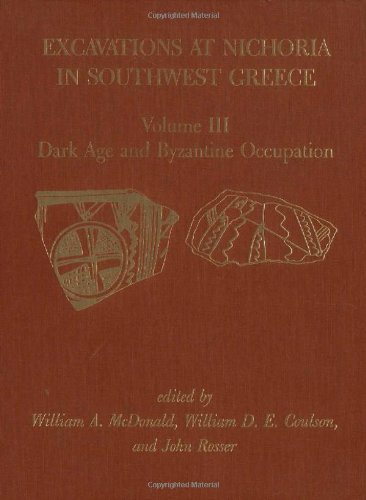 EXCAVATIONS AT NICHORIA
IN SOUTHWEST GREECE
Volume III
Dark Age and Byzantine Occupation
edited by
William A. McDonald, William D. E. Coulson,
and John Rosser